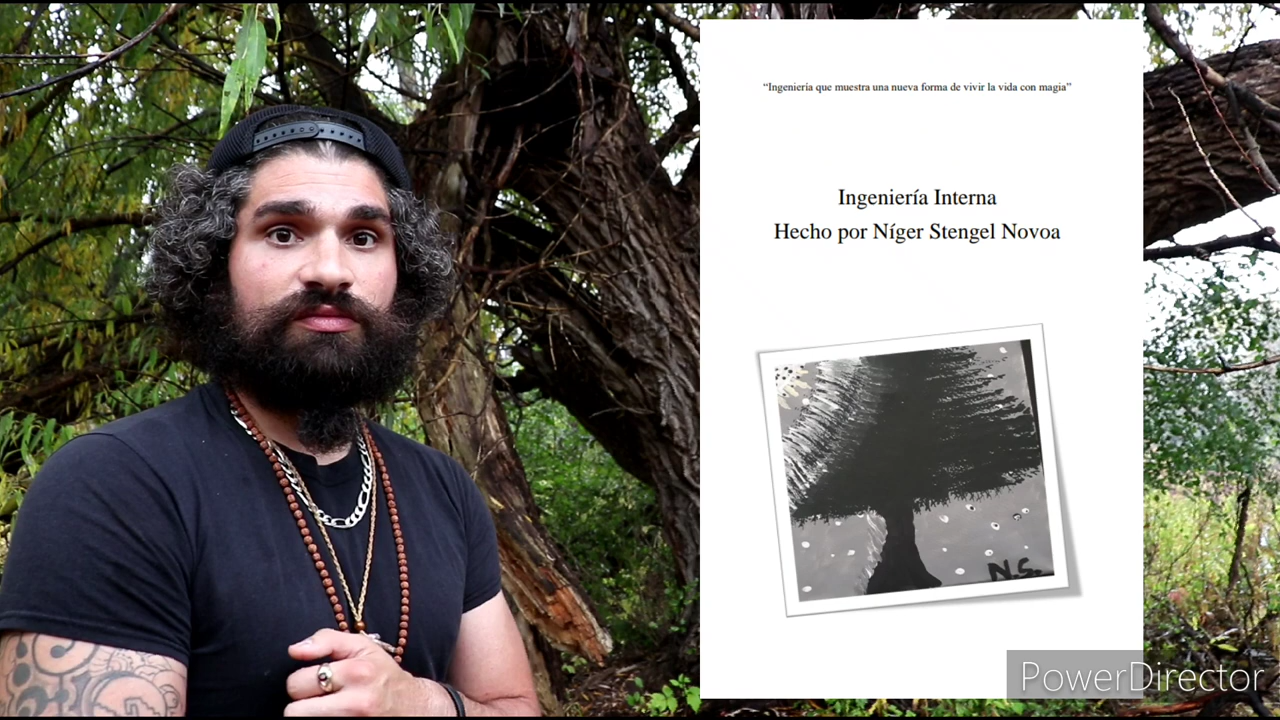 “Ingeniería que muestra una nueva forma de vivir la vida con magia”
Ingeniería Interna
Hecho por Níger Stengel Novoa
N.S.
PowerDirector